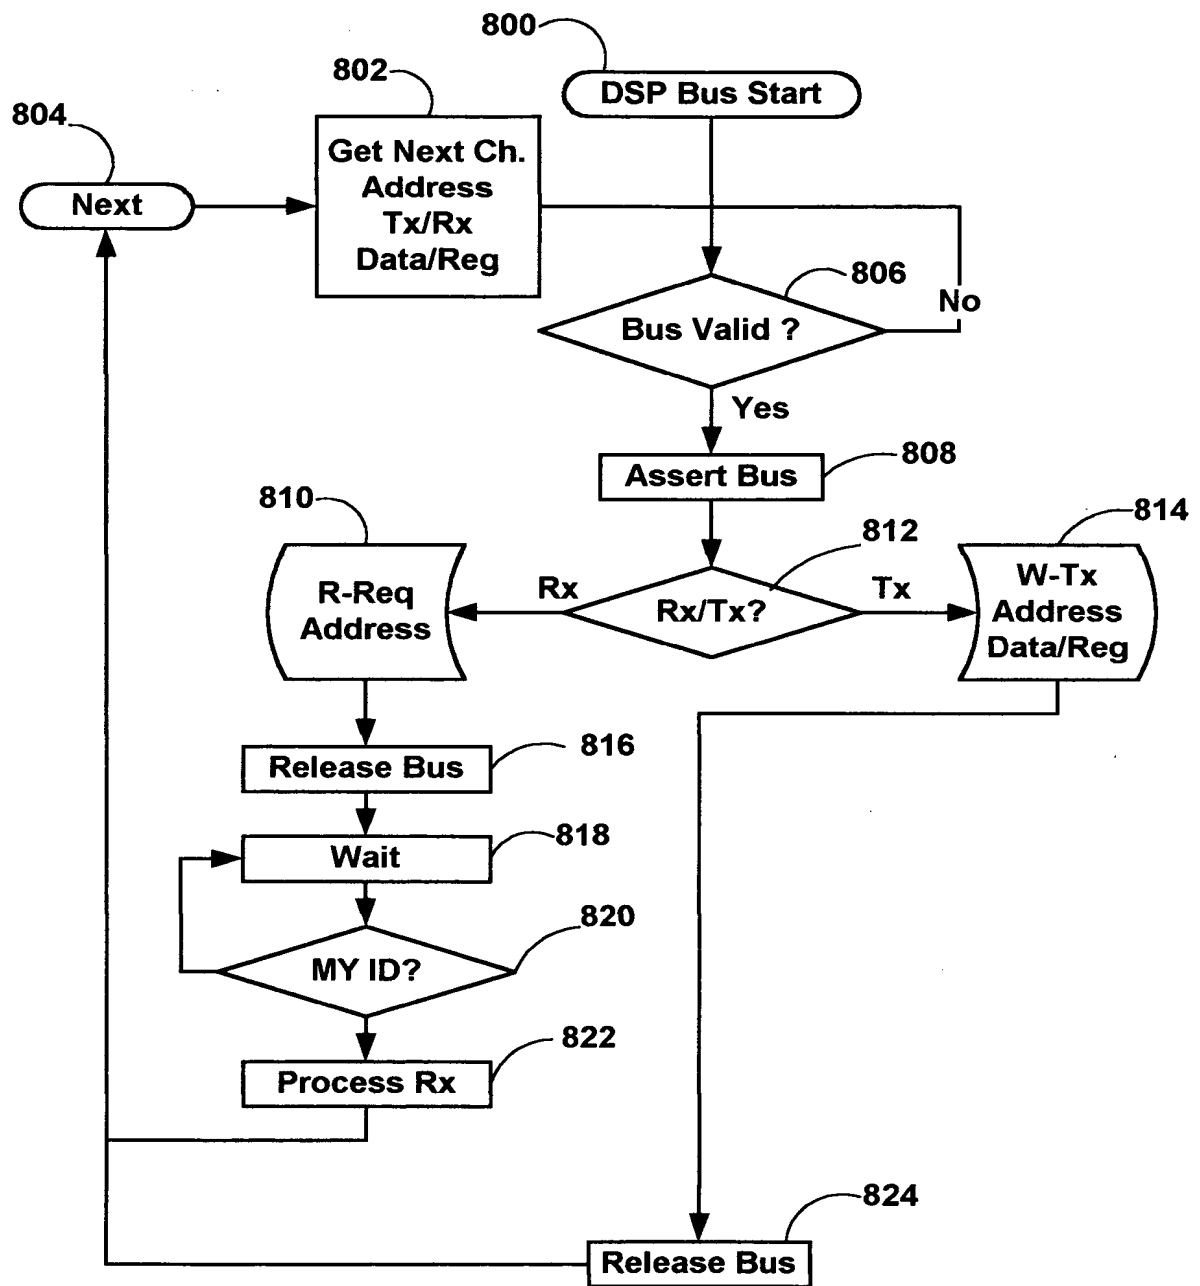 800
DSP Bus Start
802
Get Next Ch.
Address
Tx/Rx
Data/Reg
804
Next
806
Bus Valid ?
No
Yes
808
Assert Bus
810
R-Req
Address
Rx
812
Rx/Tx?
Tx
814
W-Tx
Address
Data/Reg
816
Release Bus
818
Wait
820
MY ID?
822
Process Rx
824
Release Bus